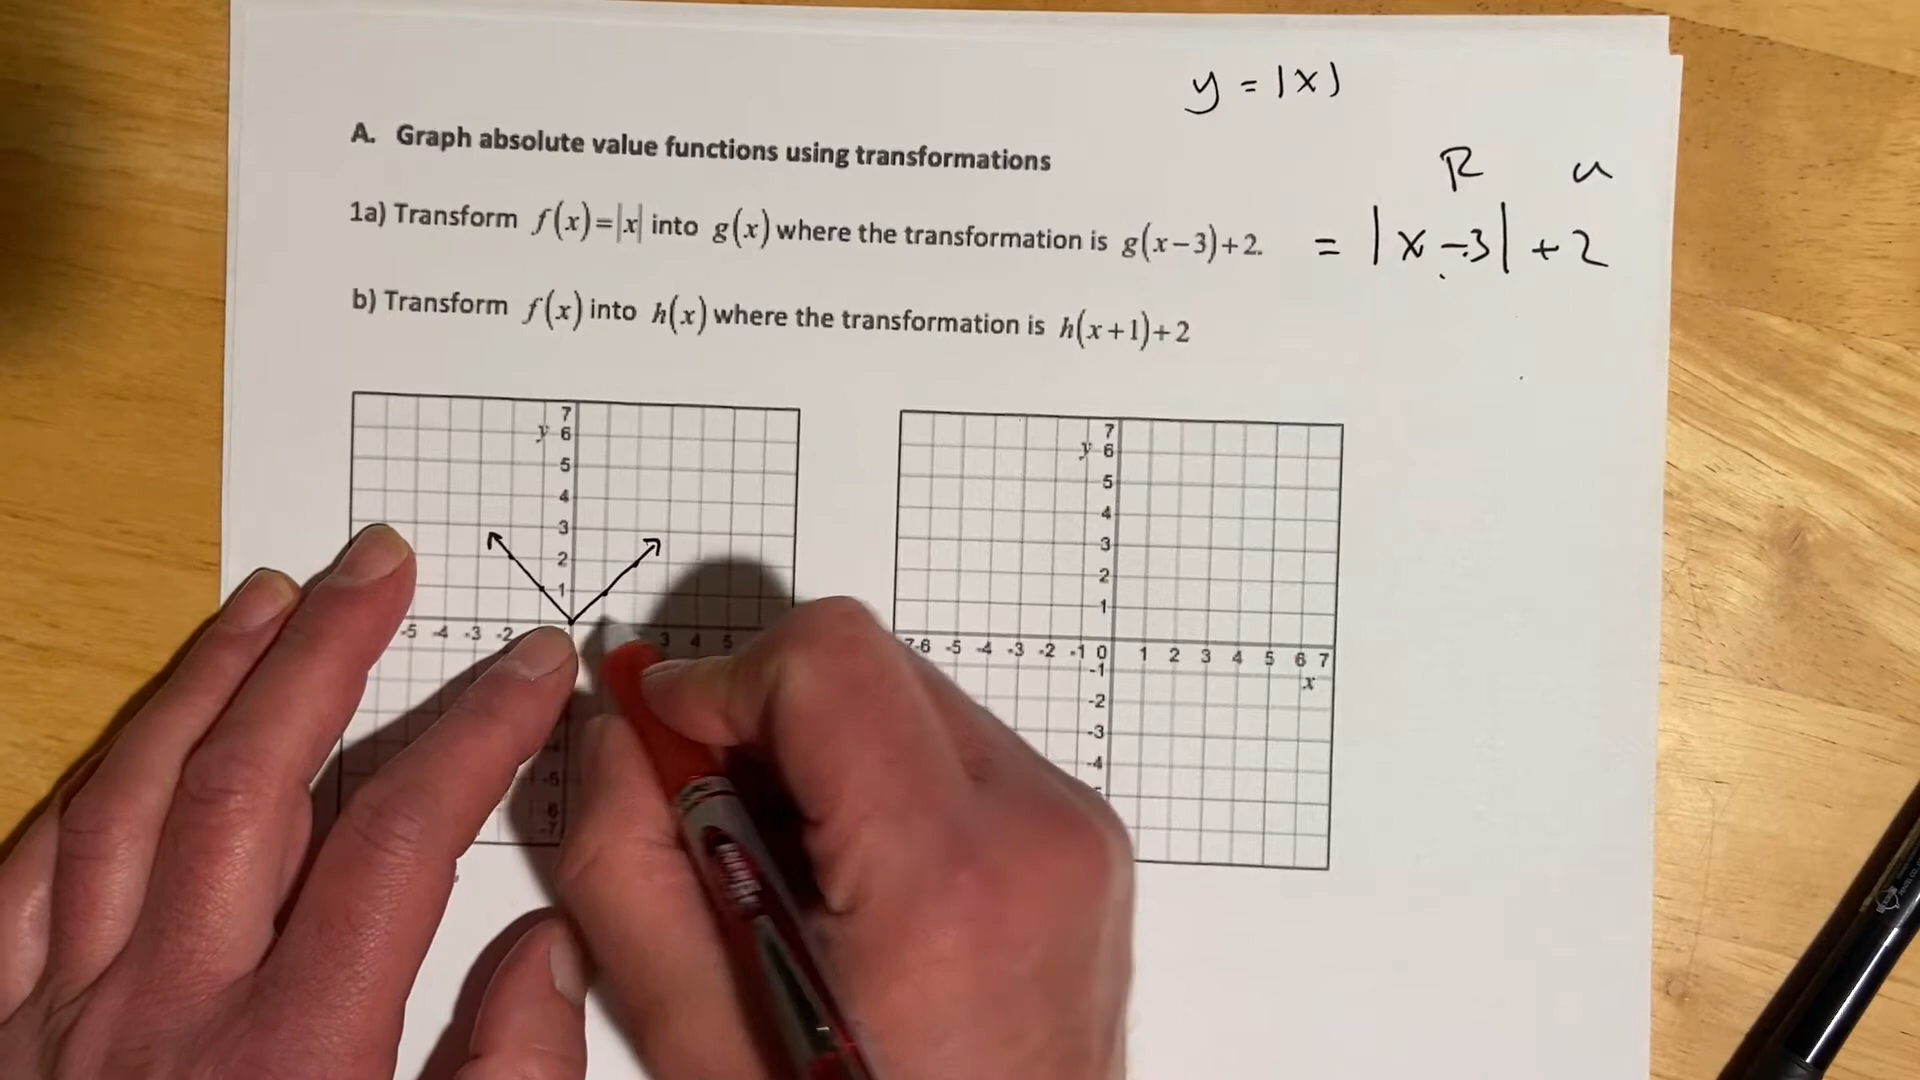 y = |x|
A. Graph absolute value functions using transformations
R u
1a) Transform f(x)=|x| into g(x) where the transformation is g(x−3)+2. = |x −3| + 2
b) Transform f(x) into h(x) where the transformation is h(x+1)+2
7
y 6
5
4
3
2
1
-5 -4 -3 -2 3 4 5
-5
-6
-7
7
y 6
5
4
3
2
1
-7-6 -5 -4 -3 -2 -1 0 1 2 3 4 5 6 7
-1 x
-2
-3
-4